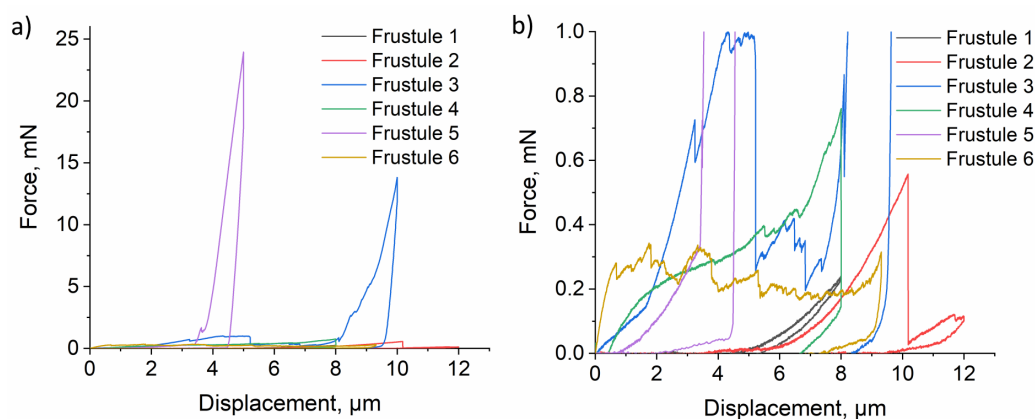 a)
Force, mN
25
20
15
10
5
0
0 2 4 6 8 10 12
Displacement, µm
Frustule 1
Frustule 2
Frustule 3
Frustule 4
Frustule 5
Frustule 6
b)
Force, mN
1.0
0.8
0.6
0.4
0.2
0.0
0 2 4 6 8 10 12
Displacement, µm
Frustule 1
Frustule 2
Frustule 3
Frustule 4
Frustule 5
Frustule 6